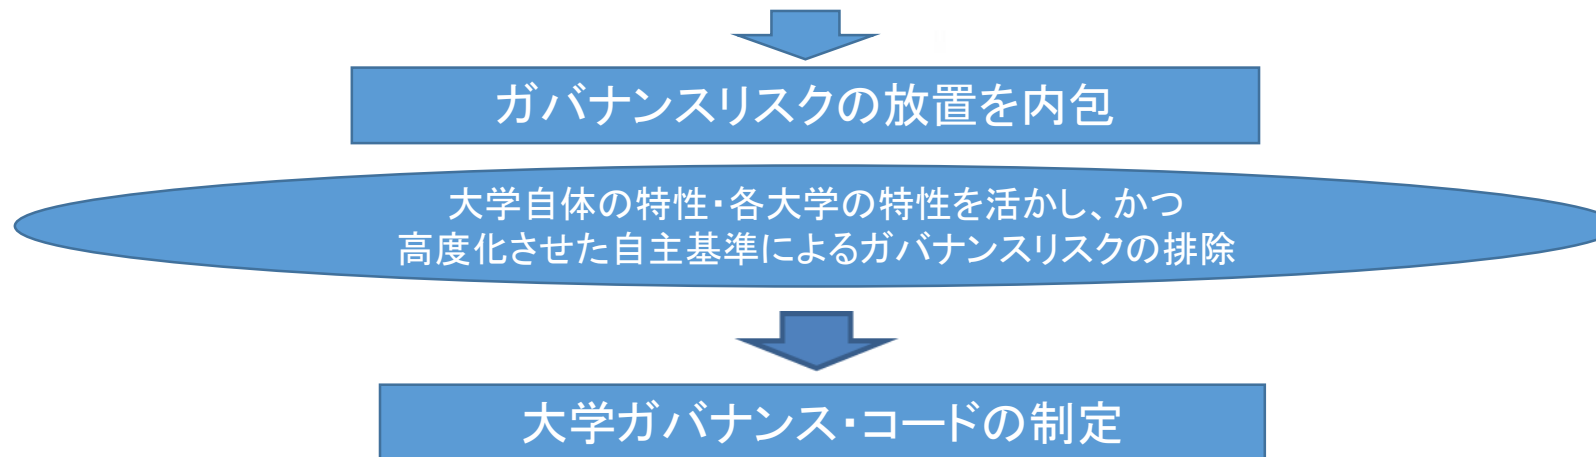 ガバナンスリスクの放置を内包
大学自体の特性・各大学の特性を活かし、かつ
高度化させた自主基準によるガバナンスリスクの排除
大学ガバナンス・コードの制定